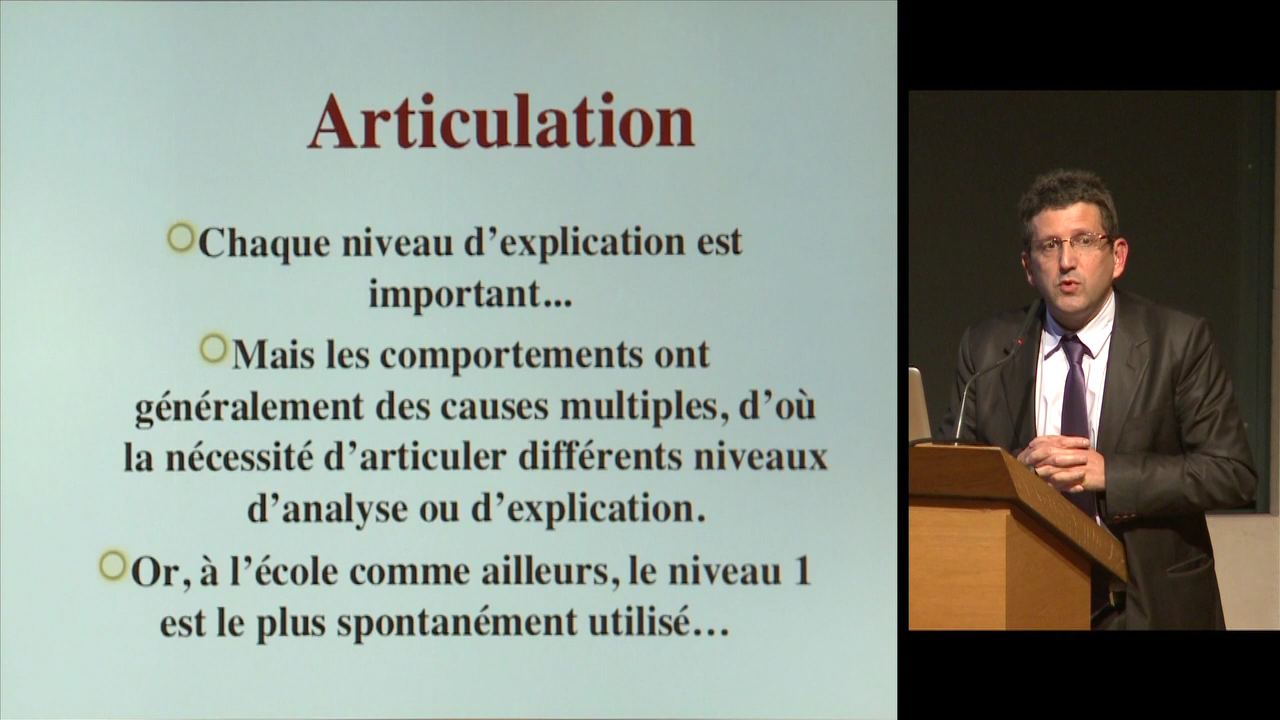 Articulation
Chaque niveau d’explication est
important...
Mais les comportements ont
généralement des causes multiples, d’où
la nécessité d’articuler différents niveaux
d’analyse ou d’explication.
Or, à l’école comme ailleurs, le niveau 1
est le plus spontanément utilisé…